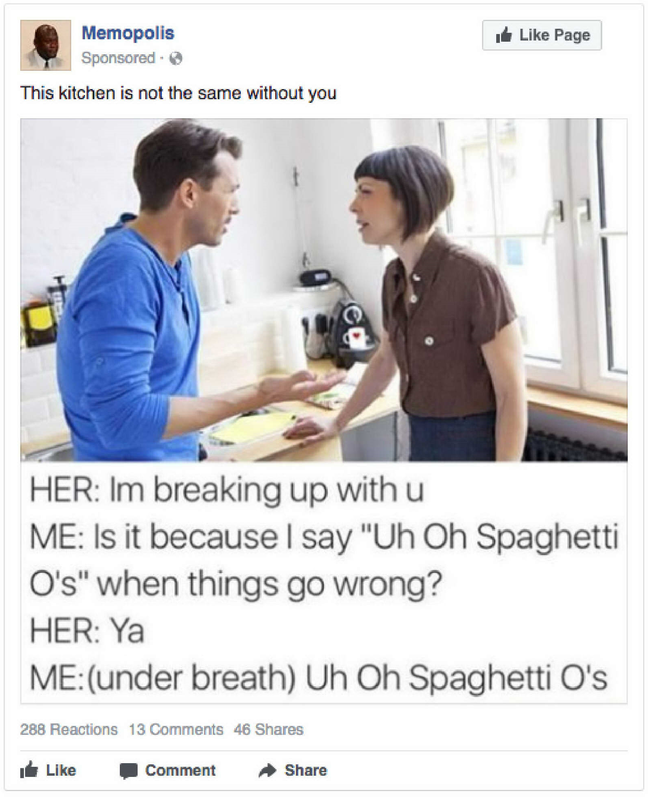 Memopolis
Like Page
Sponsored ·
This kitchen is not the same without you
HER: Im breaking up with u
ME: Is it because I say "Uh Oh Spaghetti
O's" when things go wrong?
HER: Ya
ME:(under breath) Uh Oh Spaghetti O's
288 Reactions 13 Comments 46 Shares
Like Comment Share